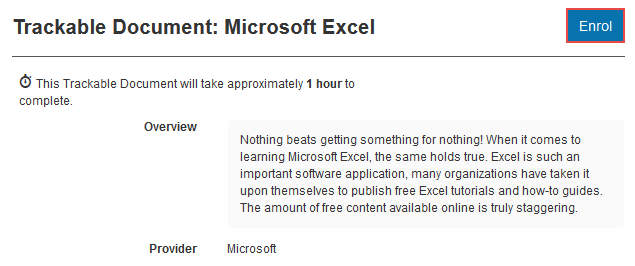 Trackable Document: Microsoft Excel
Enrol
This Trackable Document will take approximately 1 hour to
complete.
Overview
Nothing beats getting something for nothing! When it comes to
learning Microsoft Excel, the same holds true. Excel is such an
important software application, many organizations have taken it
upon themselves to publish free Excel tutorials and how-to guides.
The amount of free content available online is truly staggering.
Provider
Microsoft